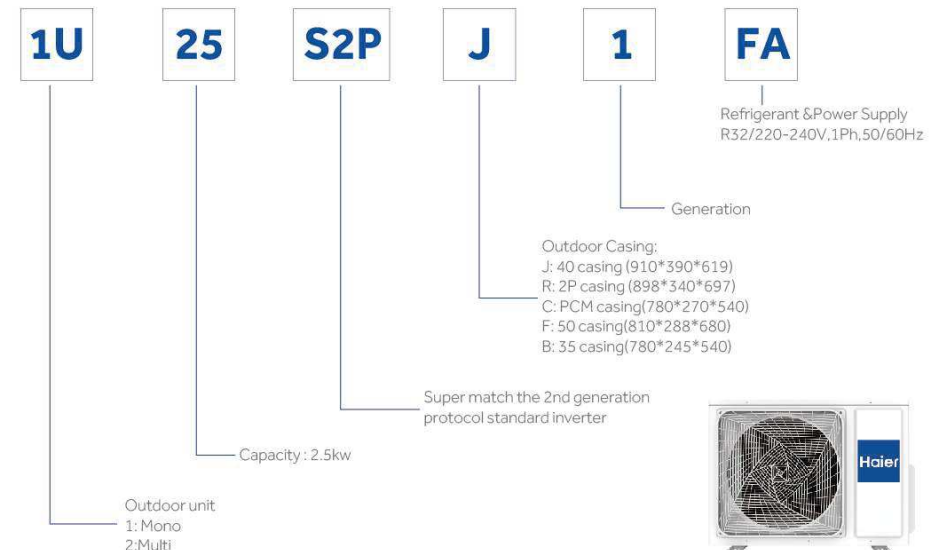 1U 25 S2P J 1 FA
Refrigerant &Power Supply
R32/220-240V,1Ph,50/60Hz
Generation
Outdoor Casing:
J: 40 casing (910*390*619)
R: 2P casing (898*340*697)
C: PCM casing(780*270*540)
F: 50 casing(810*288*680)
B: 35 casing(780*245*540)
Super match the 2nd generation
protocol standard inverter
Capacity : 2.5kw
Haier
Outdoor unit
1: Mono
2:Multi